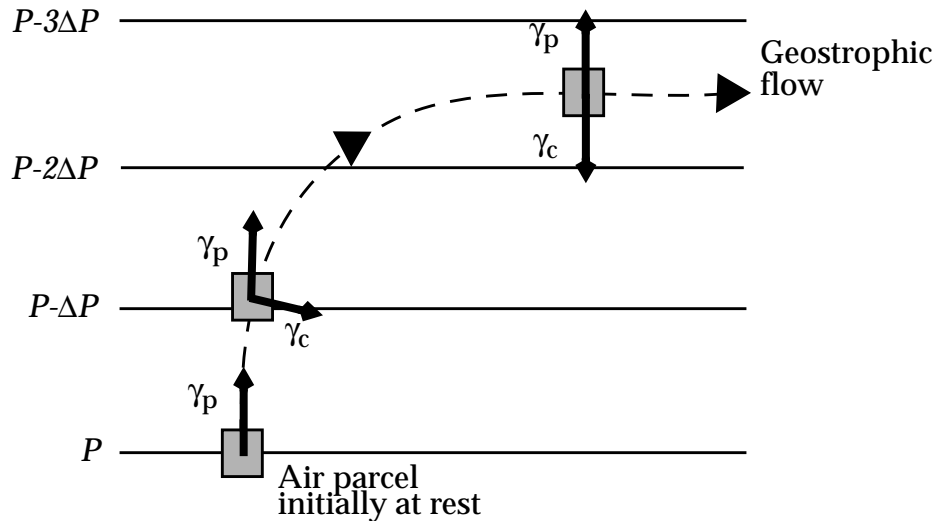 P-3ΔP
γp
Geostrophic
flow
γc
P-2ΔP
γp
P-ΔP
γc
γp
P
Air parcel
initially at rest